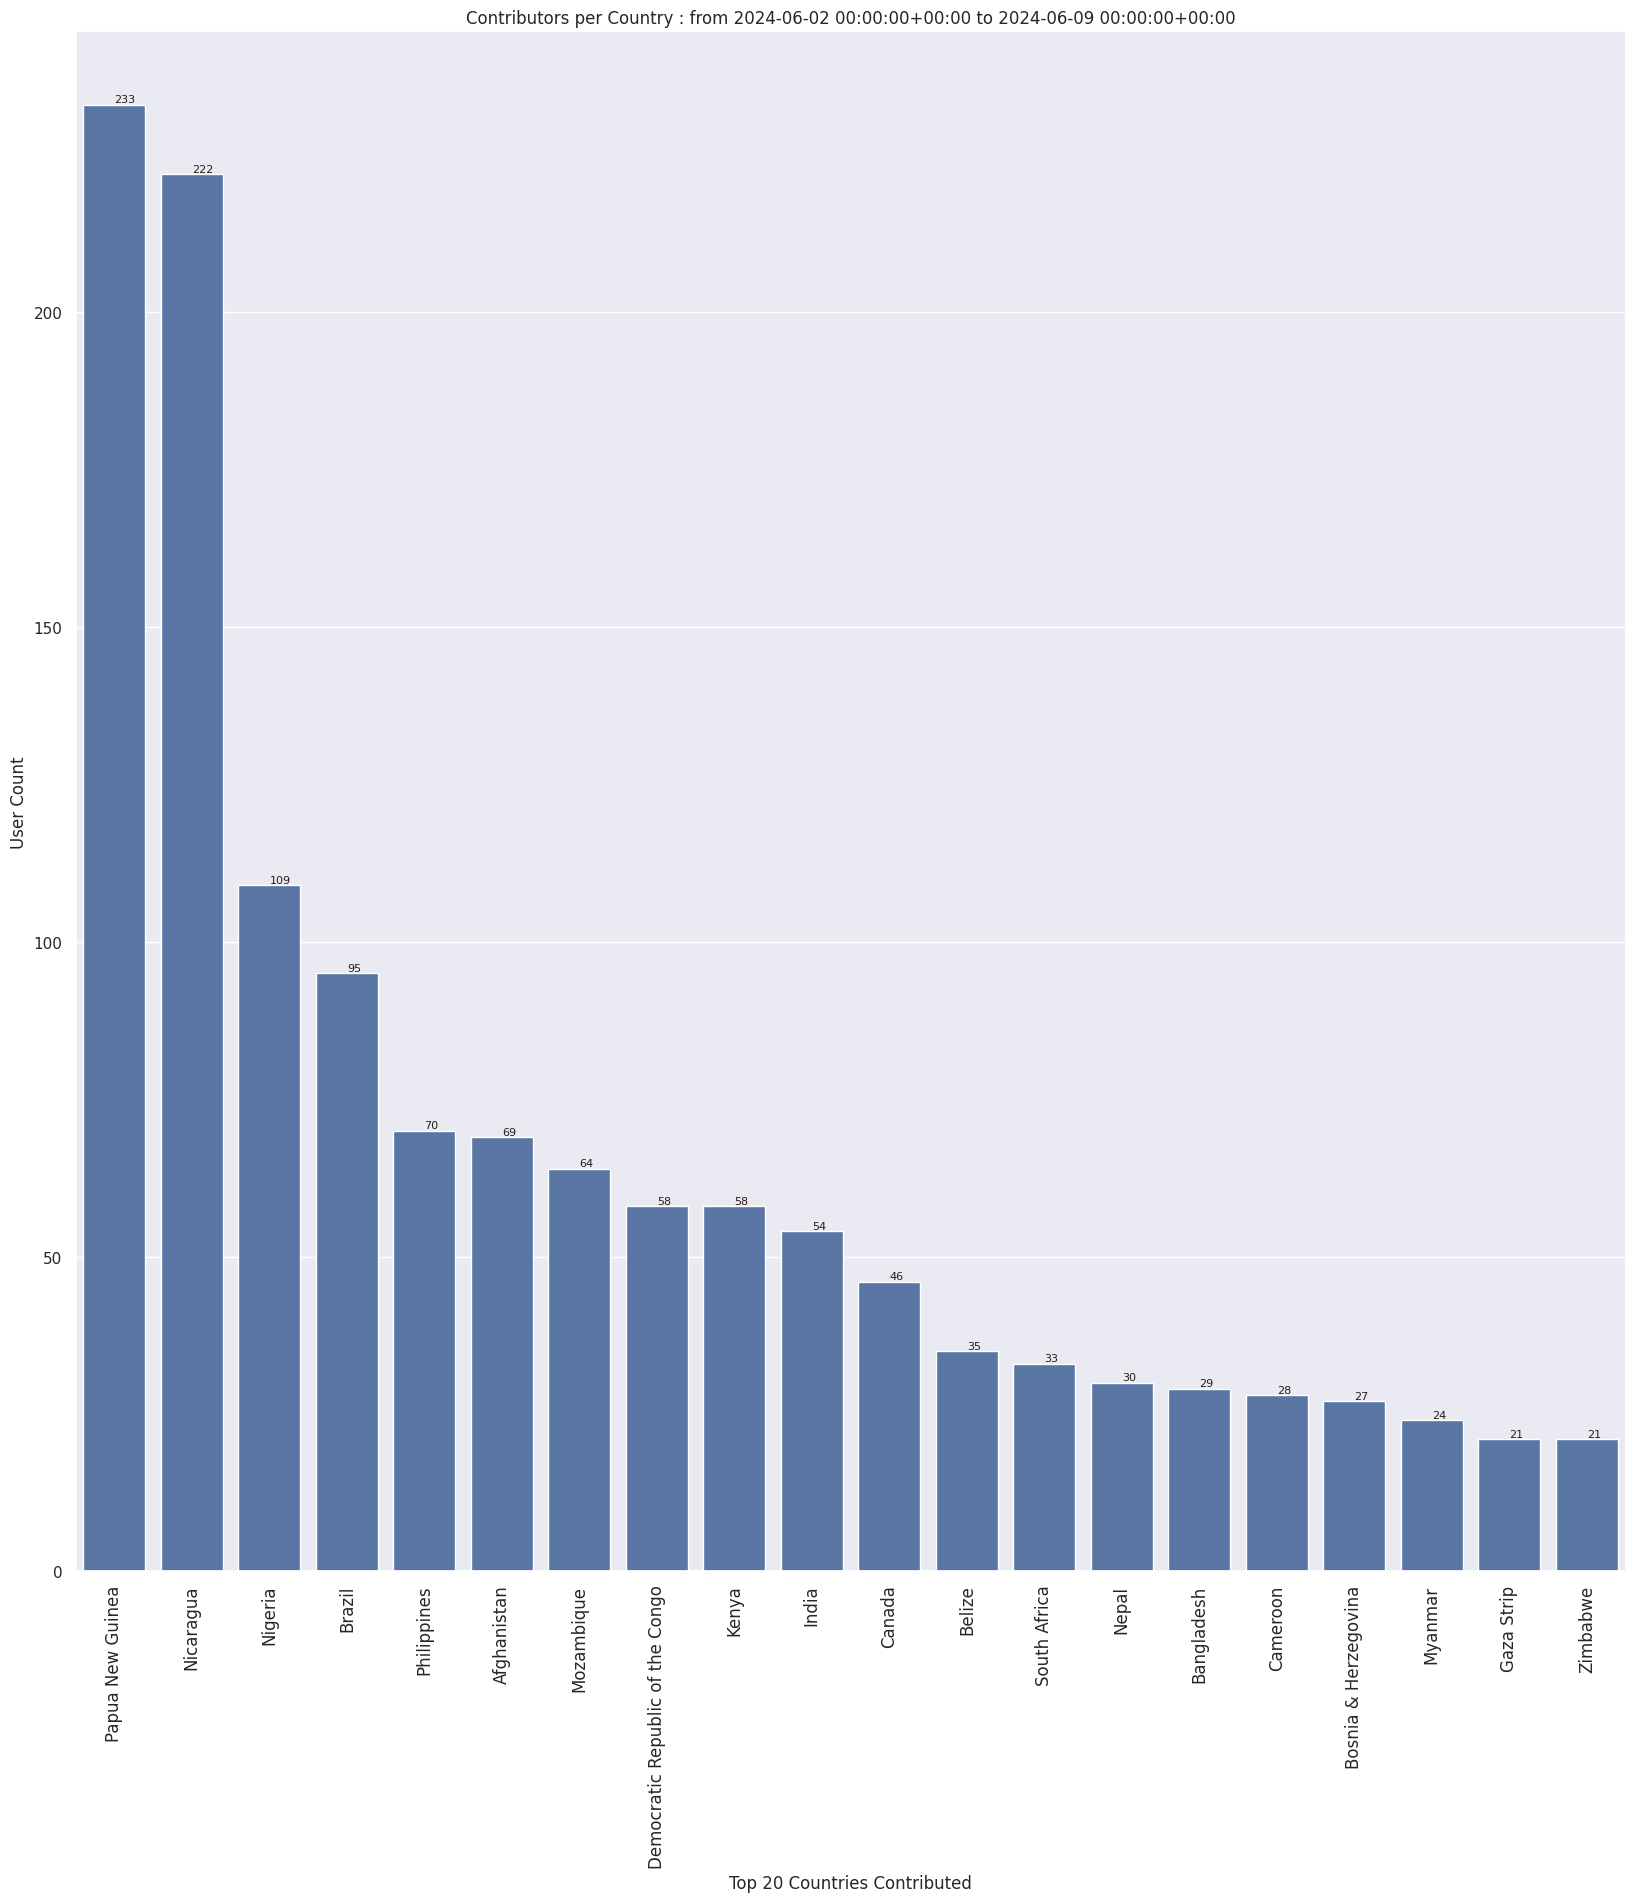 Contributors per Country : from 2024-06-02 00:00:00+00:00 to 2024-06-09 00:00:00+00:00
User Count
200
150
100
50
0
233
222
109
95
70
69
64
58
58
54
46
35
33
30
29
28
27
24
21
21
Papua New Guinea
Nicaragua
Nigeria
Brazil
Philippines
Afghanistan
Mozambique
Democratic Republic of the Congo
Kenya
India
Canada
Belize
South Africa
Nepal
Bangladesh
Cameroon
Bosnia & Herzegovina
Myanmar
Gaza Strip
Zimbabwe
Top 20 Countries Contributed